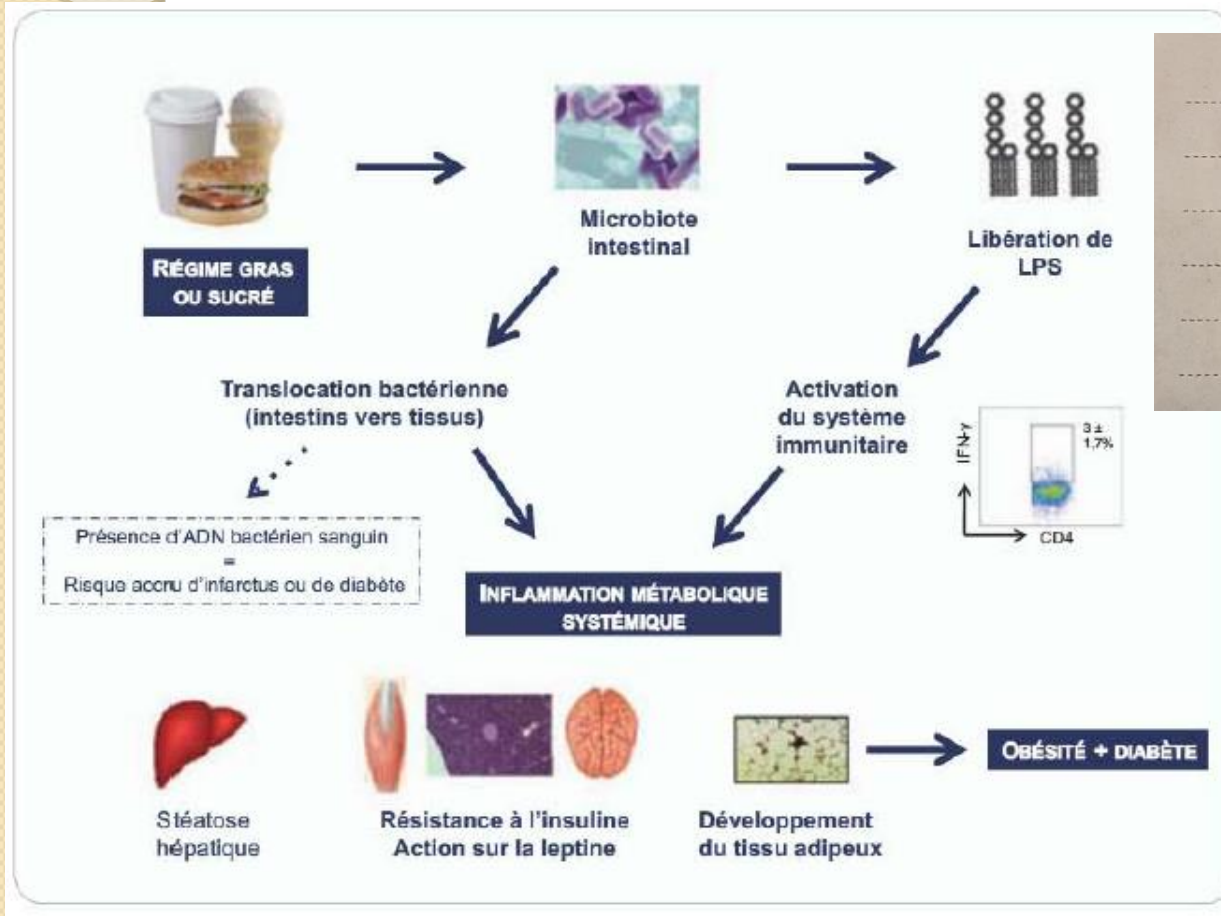 RÉGIME GRAS
OU SUCRÉ
Microbiote
intestinal
Libération de
LPS
Translocation bactérienne
(intestins vers tissus)
Activation
du système
immunitaire
IFN-γ
3 ±
1,7%
CD4
Présence d'ADN bactérien sanguin
=
Risque accru d'infarctus ou de diabète
INFLAMMATION MÉTABOLIQUE
SYSTÉMIQUE
Stéatose
hépatique
Résistance à l'insuline
Action sur la leptine
Développement
du tissu adipeux
OBÉSITÉ + DIABÈTE